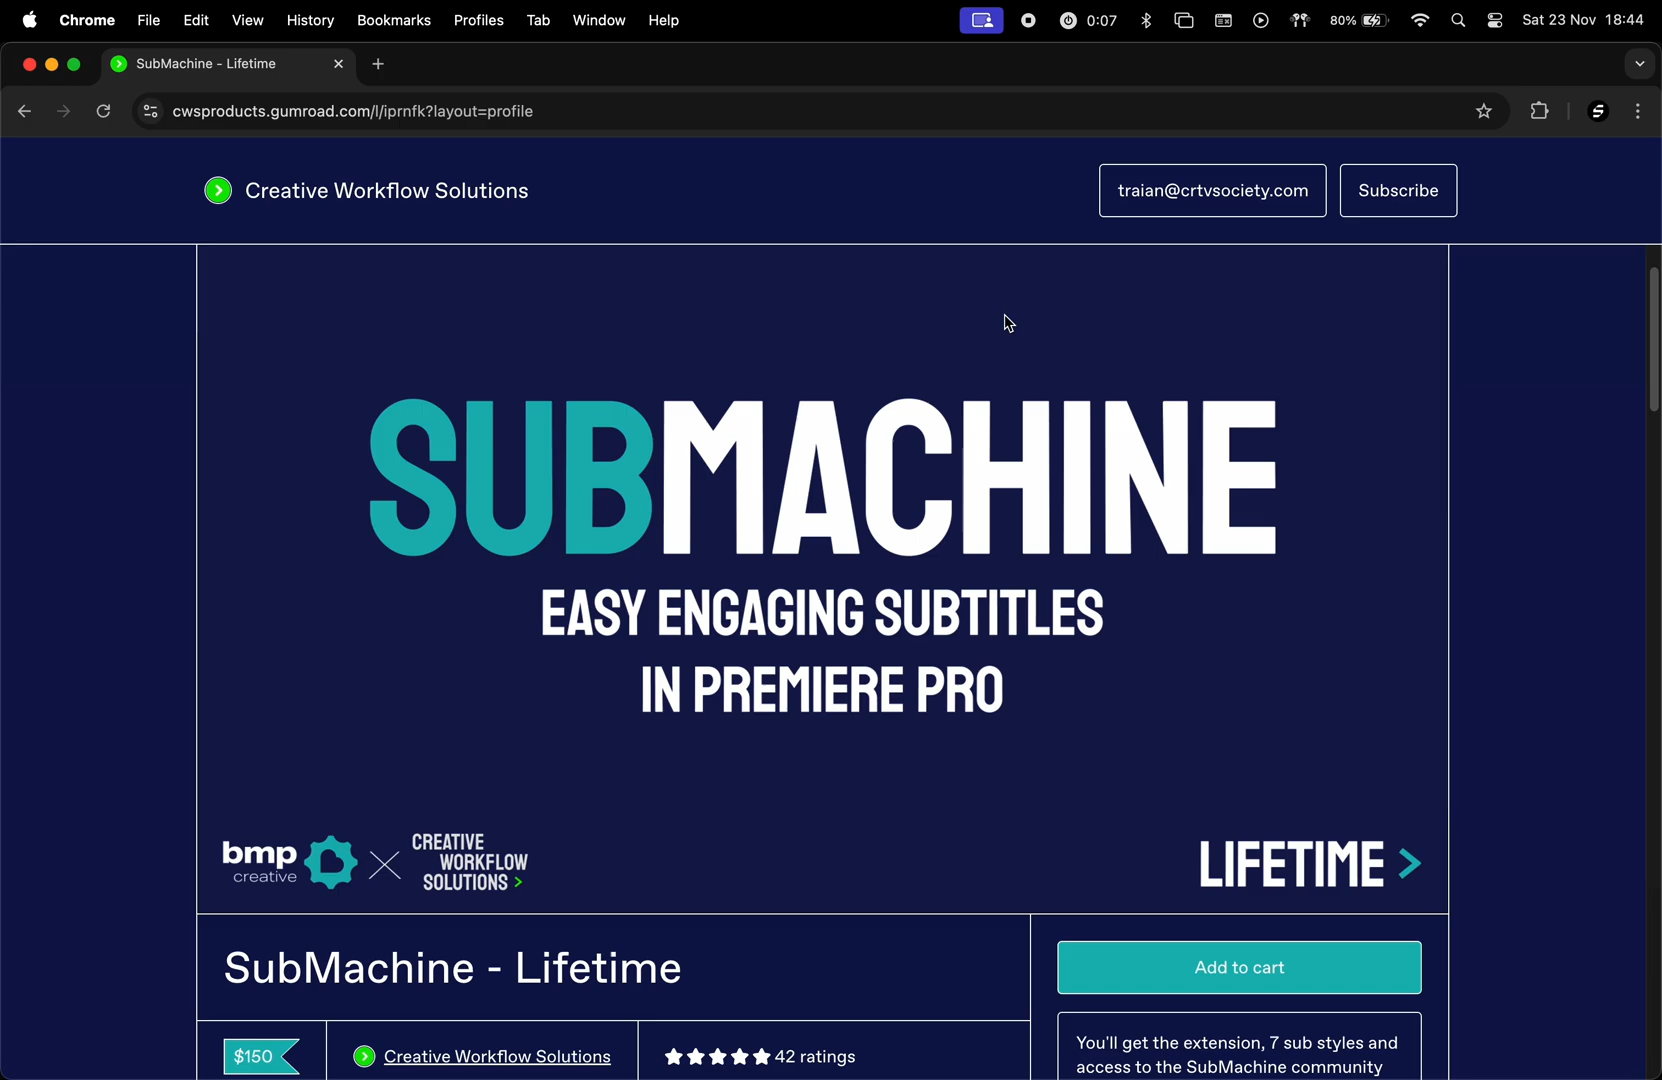 Chrome File Edit View History Bookmarks Profiles Tab Window Help 0:07 80% Sat 23 Nov 18:44
SubMachine - Lifetime
cwsproducts.gumroad.com/l/iprnfk?layout=profile
Creative Workflow Solutions
traian@crtvsociety.com
Subscribe
SUBMACHINE
EASY ENGAGING SUBTITLES
IN PREMIERE PRO
bmp
creative
CREATIVE
WORKFLOW
SOLUTIONS >
LIFETIME >
SubMachine - Lifetime
Add to cart
$150
Creative Workflow Solutions
42 ratings
You'll get the extension, 7 sub styles and
access to the SubMachine community